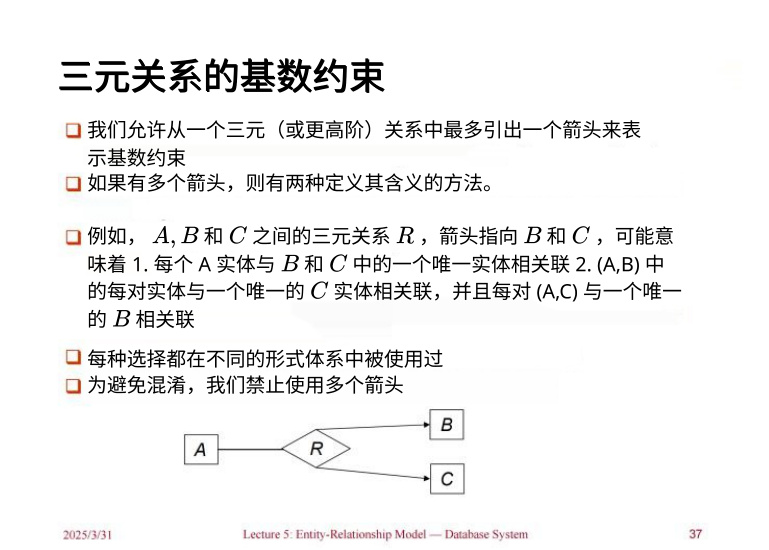 三元关系的基数约束
我们允许从一个三元（或更高阶）关系中最多引出一个箭头来表
示基数约束
如果有多个箭头，则有两种定义其含义的方法。
例如， A, B 和 C 之间的三元关系 R ，箭头指向 B 和 C ，可能意
味着 1. 每个 A 实体与 B 和 C 中的一个唯一实体相关联 2. (A,B) 中
的每对实体与一个唯一的 C 实体相关联，并且每对 (A,C) 与一个唯一
的 B 相关联
每种选择都在不同的形式体系中被使用过
为避免混淆，我们禁止使用多个箭头
B
A
R
C
2025/3/31
Lecture 5: Entity-Relationship Model — Database System
37